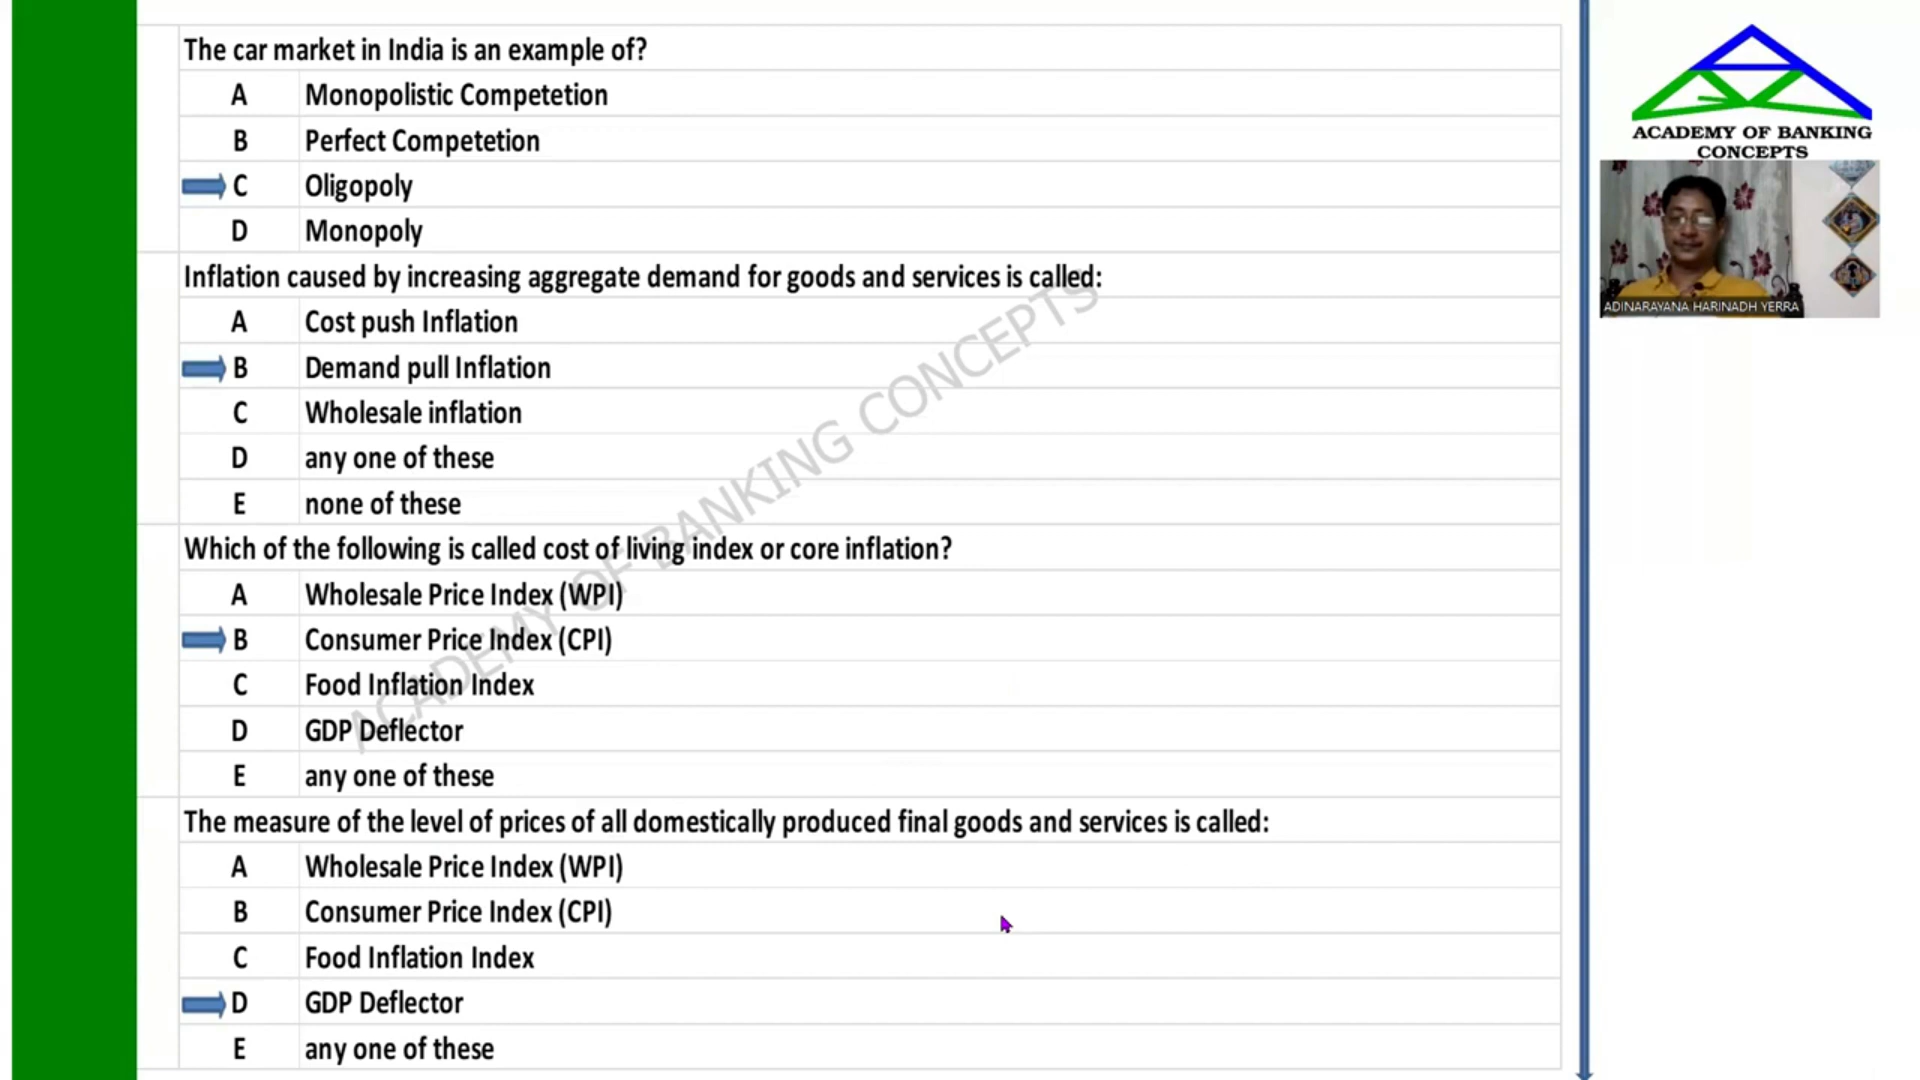 The car market in India is an example of?
A Monopolistic Competetion
B Perfect Competetion
C Oligopoly
D Monopoly
Inflation caused by increasing aggregate demand for goods and services is called:
A Cost push Inflation
B Demand pull Inflation
C Wholesale inflation
D any one of these
E none of these
Which of the following is called cost of living index or core inflation?
A Wholesale Price Index (WPI)
B Consumer Price Index (CPI)
C Food Inflation Index
D GDP Deflector
E any one of these
The measure of the level of prices of all domestically produced final goods and services is called:
A Wholesale Price Index (WPI)
B Consumer Price Index (CPI)
C Food Inflation Index
D GDP Deflector
E any one of these
ACADEMY OF BANKING CONCEPTS
ACADEMY OF BANKING
CONCEPTS
ADINARAYANA HARINADH YERRA